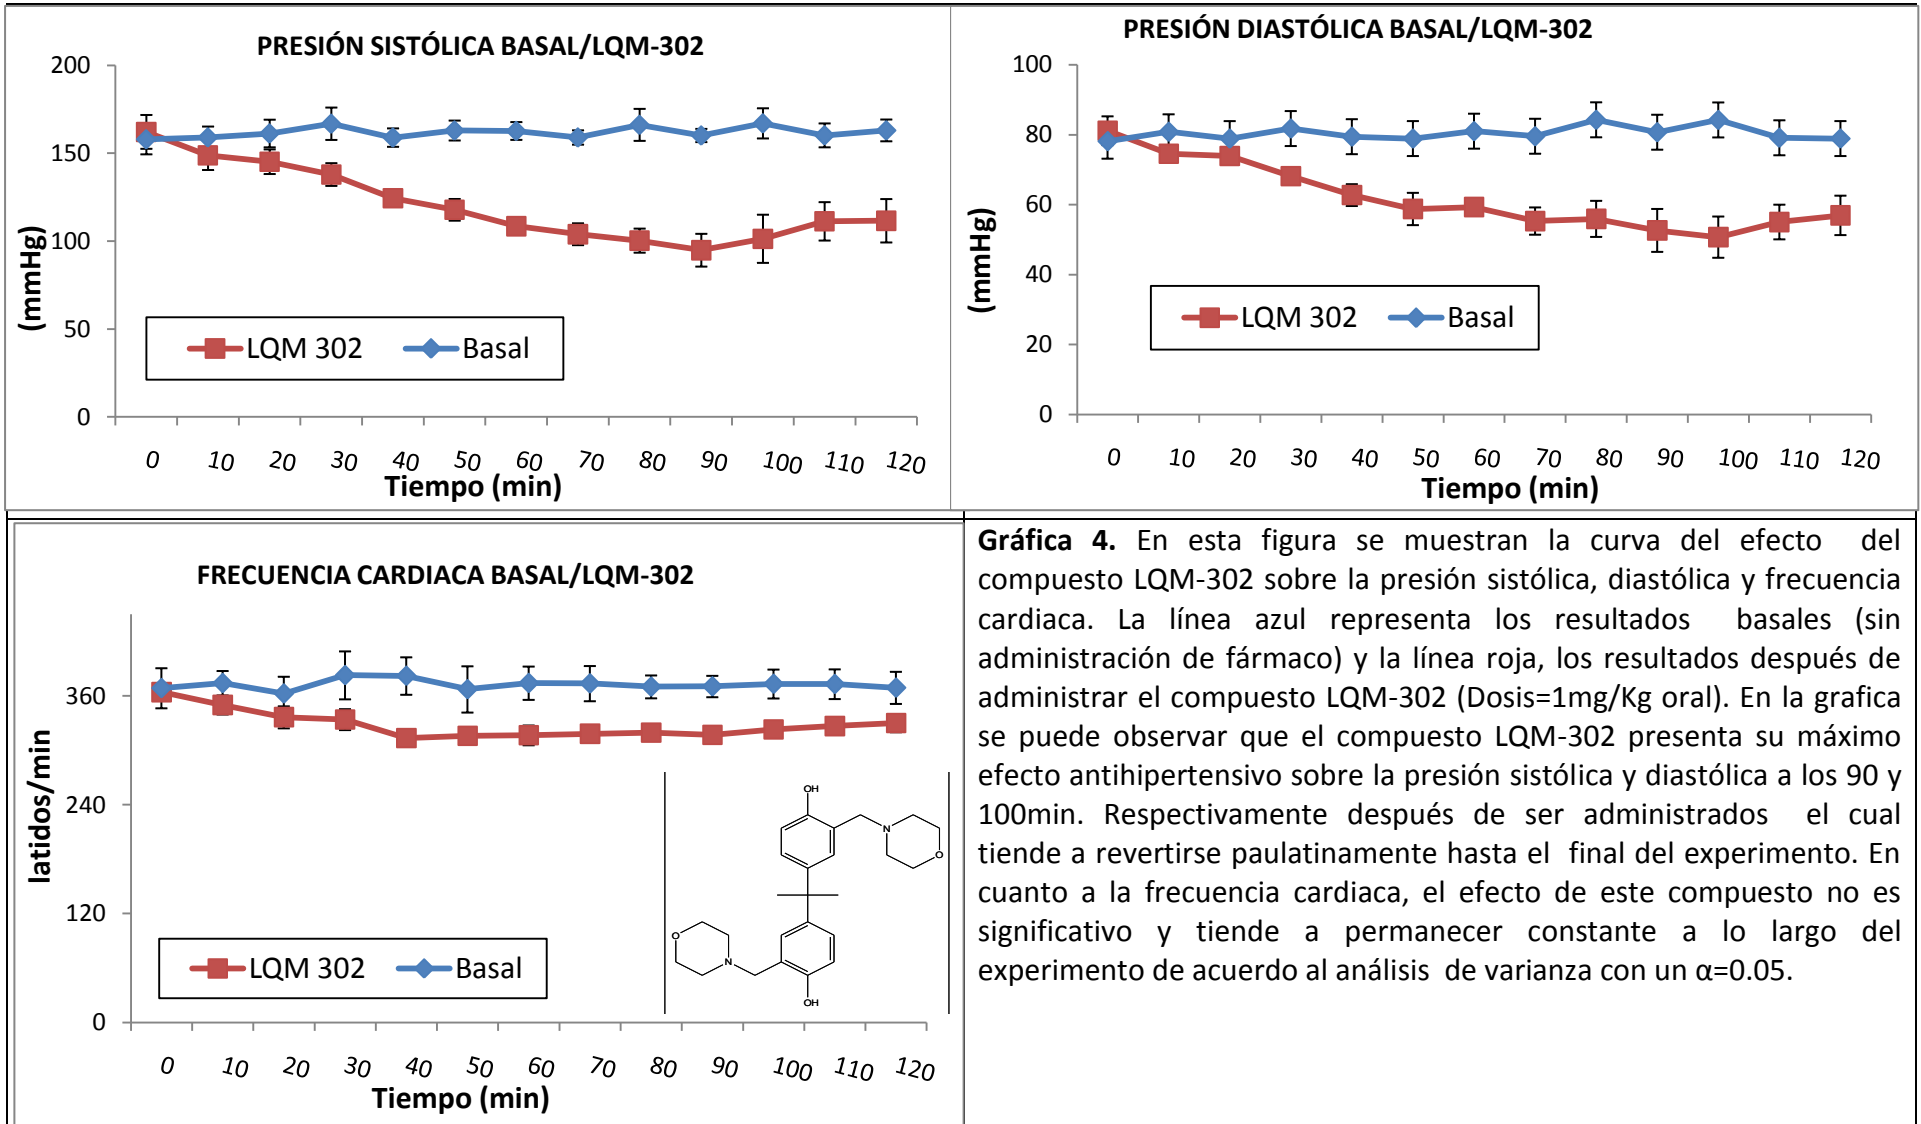 PRESIÓN SISTÓLICA BASAL/LQM-302
200
150
100
50
0
(mmHg)
LQM 302
Basal
0 10 20 30 40 50 60 70 80 90 100 110 120
Tiempo (min)
PRESIÓN DIASTÓLICA BASAL/LQM-302
100
80
60
40
20
0
(mmHg)
LQM 302
Basal
0 10 20 30 40 50 60 70 80 90 100 110 120
Tiempo (min)
FRECUENCIA CARDIACA BASAL/LQM-302
360
240
120
0
latidos/min
LQM 302
Basal
OH
N
O
O
N
OH
0 10 20 30 40 50 60 70 80 90 100 110 120
Tiempo (min)
Gráfica 4. En esta figura se muestran la curva del efecto del
compuesto LQM-302 sobre la presión sistólica, diastólica y frecuencia
cardiaca. La línea azul representa los resultados basales (sin
administración de fármaco) y la línea roja, los resultados después de
administrar el compuesto LQM-302 (Dosis=1mg/Kg oral). En la grafica
se puede observar que el compuesto LQM-302 presenta su máximo
efecto antihipertensivo sobre la presión sistólica y diastólica a los 90 y
100min. Respectivamente después de ser administrados el cual
tiende a revertirse paulatinamente hasta el final del experimento. En
cuanto a la frecuencia cardiaca, el efecto de este compuesto no es
significativo y tiende a permanecer constante a lo largo del
experimento de acuerdo al análisis de varianza con un α=0.05.